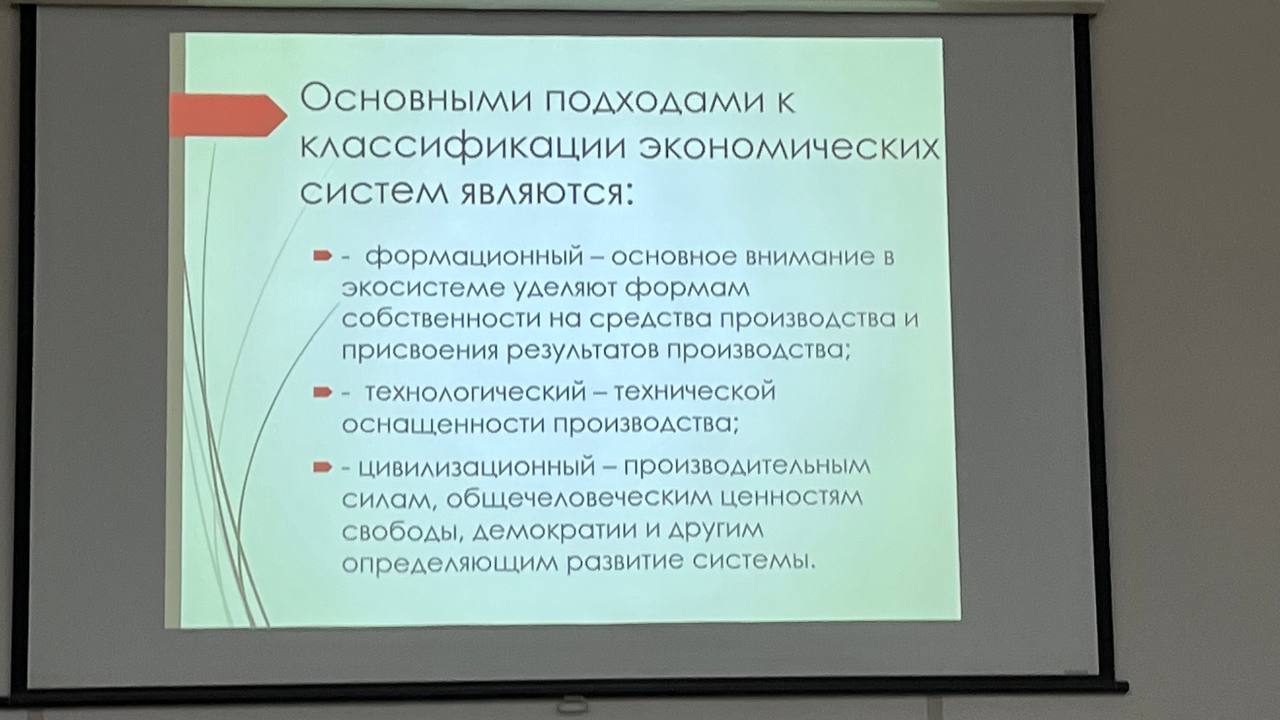 Основными подходами к
классификации экономических
систем являются:
- формационный – основное внимание в
экосистеме уделяют формам
собственности на средства производства и
присвоения результатов производства;
- технологический – технической
оснащенности производства;
- цивилизационный – производительным
силам, общечеловеческим ценностям
свободы, демократии и другим
определяющим развитие системы.